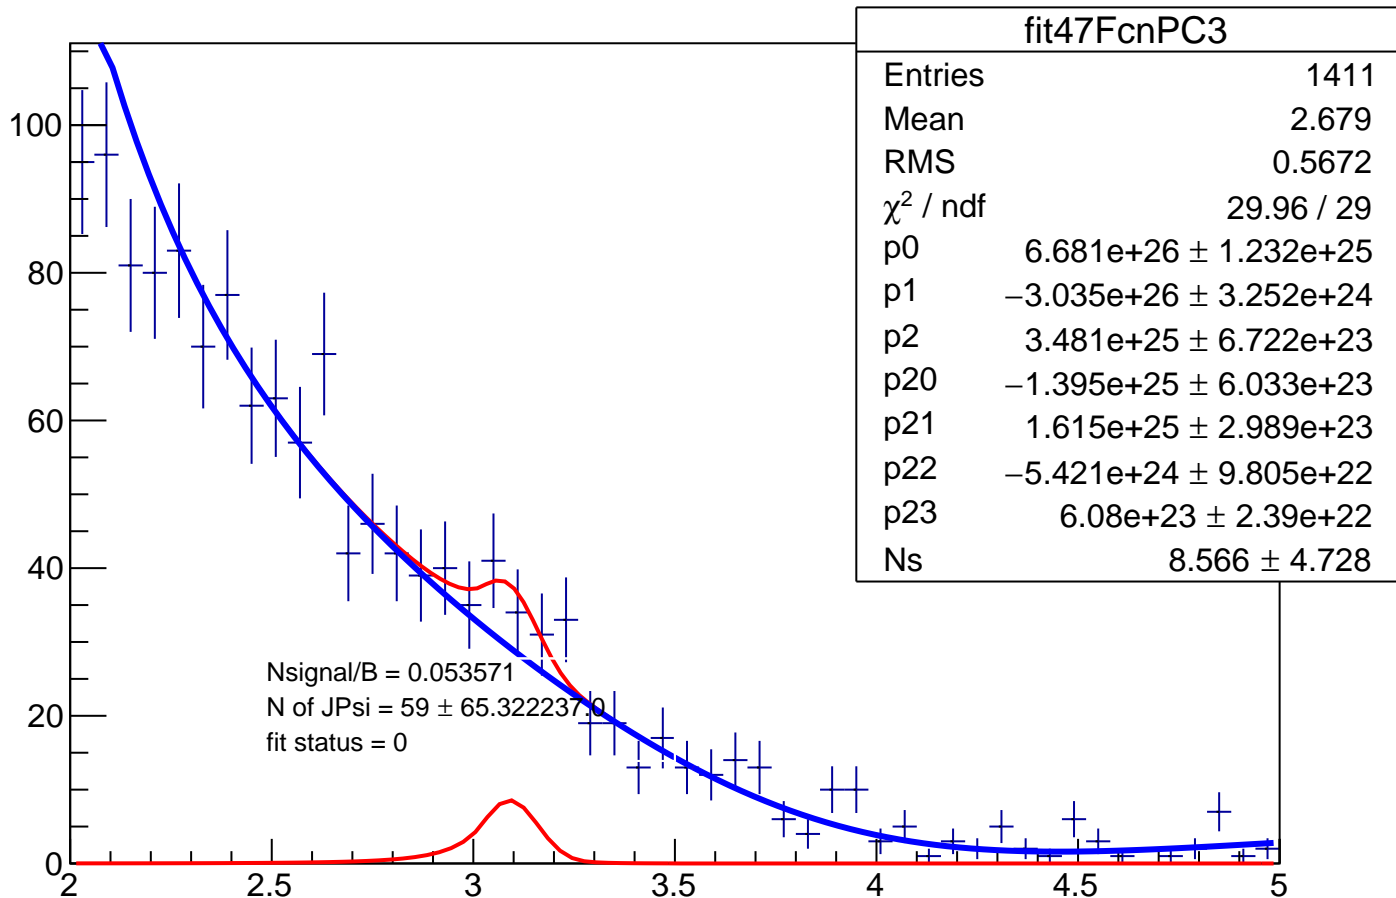 fit47FcnPC3
Entries 1411
Mean 2.679
RMS 0.5672
χ² / ndf 29.96 / 29
p0 6.681e+26 ± 1.232e+25
p1 −3.035e+26 ± 3.252e+24
p2 3.481e+25 ± 6.722e+23
p20 −1.395e+25 ± 6.033e+23
p21 1.615e+25 ± 2.989e+23
p22 −5.421e+24 ± 9.805e+22
p23 6.08e+23 ± 2.39e+22
Ns 8.566 ± 4.728
100
80
60
40
Nsignal/B = 0.053571
N of JPsi = 59 ± 65.322237.0
20
fit status = 0
0
2 2.5 3 3.5 4 4.5 5